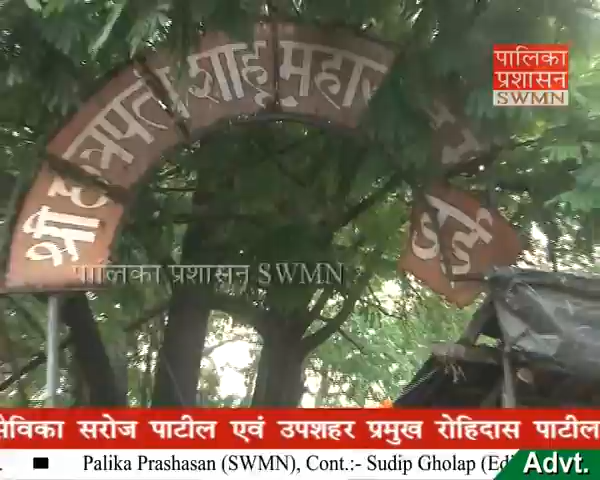 श्री छत्रपती शाहू महाराज
पालिका
प्रशासन
SWMN
पालिका प्रशासन SWMN
सेविका सरोज पाटील एवं उपशहर प्रमुख रोहिदास पाटील
Palika Prashasan (SWMN), Cont.:- Sudip Gholap (Ed
Advt.